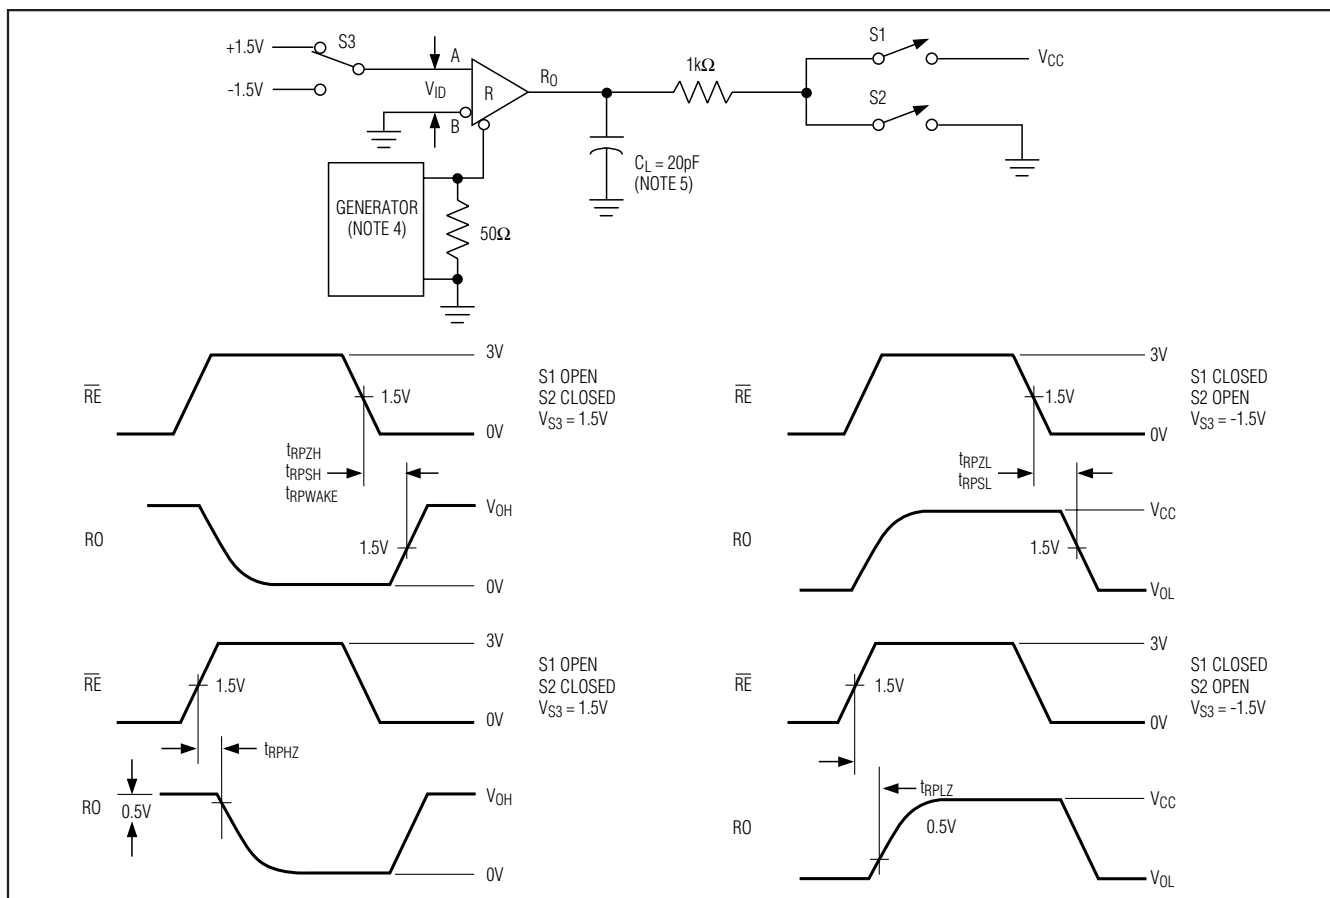 +1.5V
S3
-1.5V
A
VID
B
R
RO
1kΩ
S1
VCC
S2
CL = 20pF
(NOTE 5)
GENERATOR
(NOTE 4)
50Ω
RE
3V
1.5V
0V
S1 OPEN
S2 CLOSED
VS3 = 1.5V
tRPZH
tRPSH
tRPWAKE
RO
VOH
1.5V
0V
RE
3V
1.5V
0V
S1 CLOSED
S2 OPEN
VS3 = -1.5V
tRPZL
tRPSL
RO
VCC
1.5V
VOL
RE
3V
1.5V
0V
S1 OPEN
S2 CLOSED
VS3 = 1.5V
tRPHZ
RO
0.5V
VOH
0V
RE
3V
1.5V
0V
S1 CLOSED
S2 OPEN
VS3 = -1.5V
tRPLZ
RO
VCC
0.5V
VOL